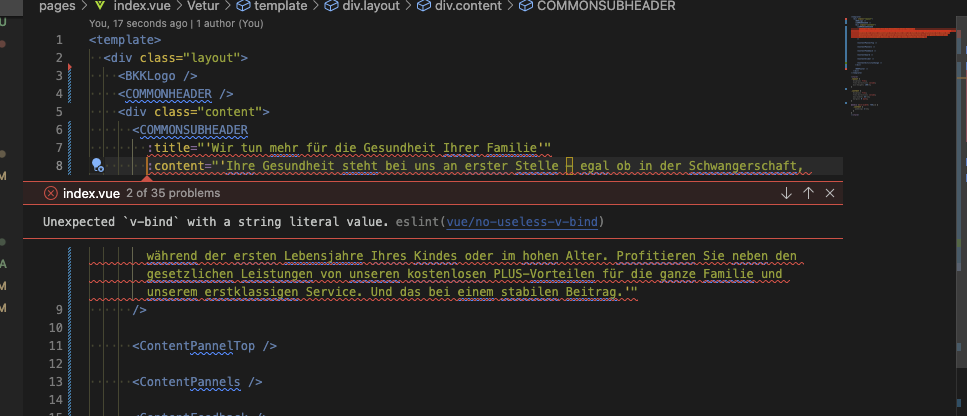 pages > index.vue > Vetur > template > div.layout > div.content > COMMONSUBHEADER
You, 17 seconds ago | 1 author (You)
1 <template>
2 <div class="layout">
3 <BKKLogo />
4 <COMMONHEADER />
5 <div class="content">
6 <COMMONSUBHEADER
7 :title="'Wir tun mehr für die Gesundheit Ihrer Familie'"
8 :content="'Ihre Gesundheit steht bei uns an erster Stelle – egal ob in der Schwangerschaft,
index.vue 2 of 35 problems
Unexpected `v-bind` with a string literal value. eslint(vue/no-useless-v-bind)
während der ersten Lebensjahre Ihres Kindes oder im hohen Alter. Profitieren Sie neben den
gesetzlichen Leistungen von unseren kostenlosen PLUS-Vorteilen für die ganze Familie und
unserem erstklassigen Service. Und das bei einem stabilen Beitrag.'"
9 />
10
11 <ContentPannelTop />
12
13 <ContentPannels />
14
U
M
A
M
M